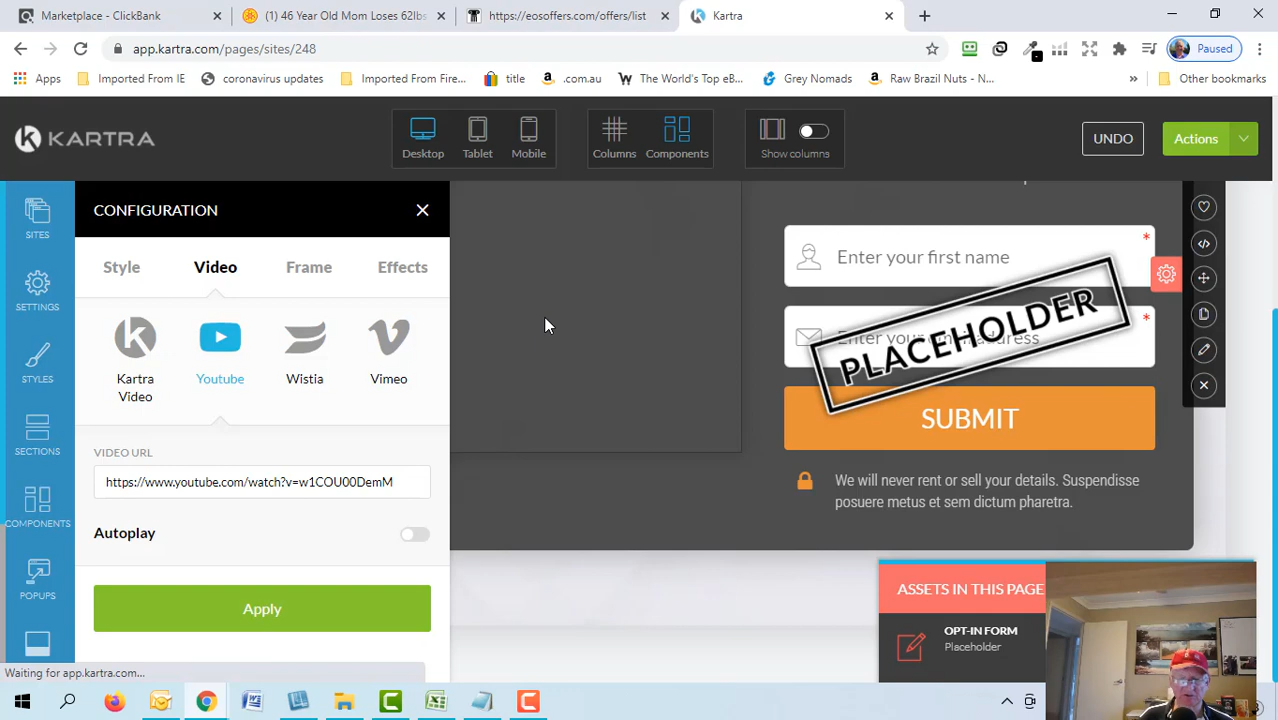 Marketplace - ClickBank
(1) 46 Year Old Mom Loses 62lbs
https://eosoffers.com/offers/list
Kartra
app.kartra.com/pages/sites/248
Paused
Apps
Imported From IE
coronavirus updates
Imported From Fire...
title
.com.au
The World's Top eB...
Grey Nomads
Raw Brazil Nuts - N...
Other bookmarks
KARTRA
Desktop
Tablet
Mobile
Columns
Components
Show columns
UNDO
Actions
SITES
SETTINGS
STYLES
SECTIONS
COMPONENTS
POPUPS
CONFIGURATION
Style
Video
Frame
Effects
Kartra
Video
Youtube
Wistia
Vimeo
VIDEO URL
https://www.youtube.com/watch?v=w1COU00DemM
Autoplay
Apply
Enter your first name
*
Enter your email address
*
PLACEHOLDER
SUBMIT
We will never rent or sell your details. Suspendisse
posuere metus et sem dictum pharetra.
ASSETS IN THIS PAGE
OPT-IN FORM
Placeholder
Waiting for app.kartra.com...